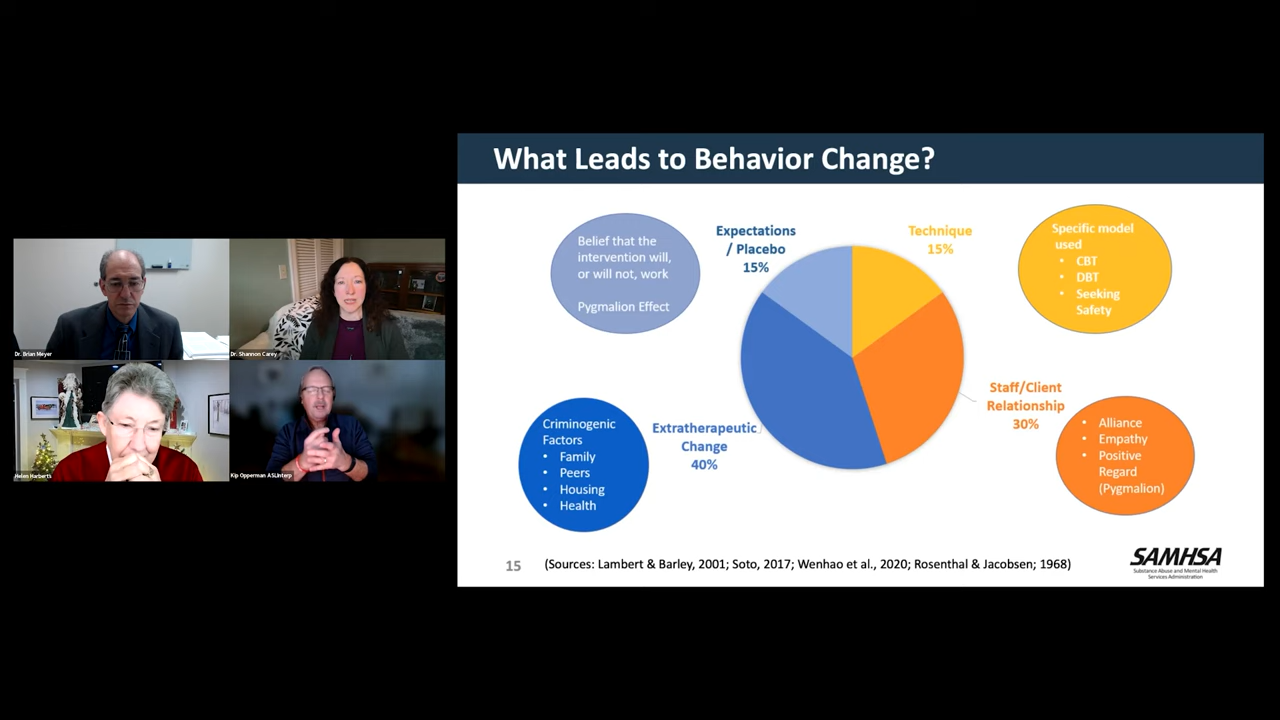 What Leads to Behavior Change?
Belief that the
intervention will,
or will not, work
Pygmalion Effect
Expectations
/ Placebo
15%
Technique
15%
Specific model
used
• CBT
• DBT
• Seeking
Safety
Criminogenic
Factors
• Family
• Peers
• Housing
• Health
Extratherapeutic
Change
40%
Staff/Client
Relationship
30%
• Alliance
• Empathy
• Positive
Regard
(Pygmalion)
15
(Sources: Lambert & Barley, 2001; Soto, 2017; Wenhao et al., 2020; Rosenthal & Jacobsen; 1968)
SAMHSA
Substance Abuse and Mental Health
Services Administration
Dr. Brian Meyer
Dr. Shannon Carey
Helen Harberts
Kip Opperman ASLInterp